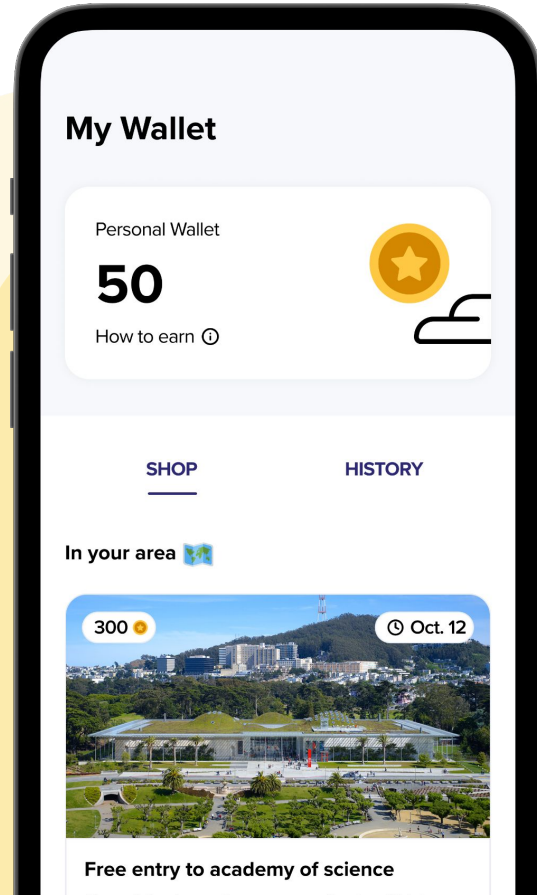 My Wallet
Personal Wallet
50
How to earn
SHOP
HISTORY
In your area
300
Oct. 12
Free entry to academy of science